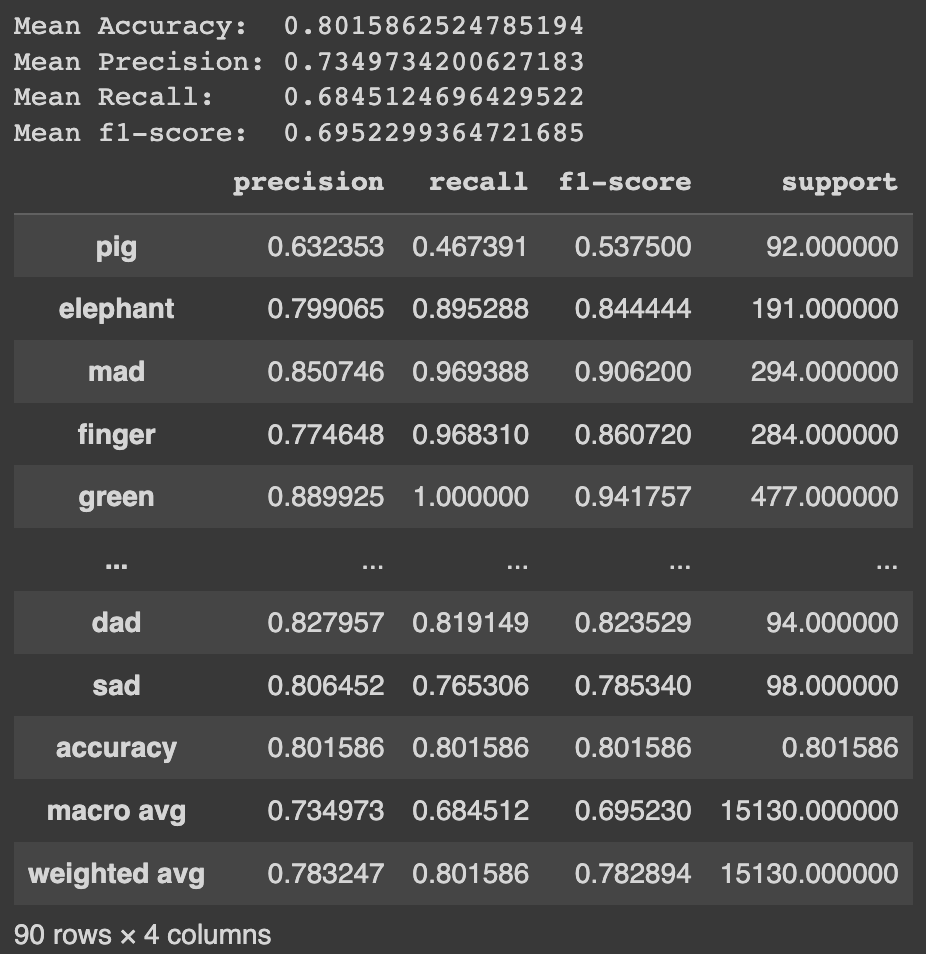 Mean Accuracy: 0.8015862524785194
Mean Precision: 0.7349734200627183
Mean Recall: 0.6845124696429522
Mean f1-score: 0.6952299364721685
precision recall f1-score support
pig 0.632353 0.467391 0.537500 92.000000
elephant 0.799065 0.895288 0.844444 191.000000
mad 0.850746 0.969388 0.906200 294.000000
finger 0.774648 0.968310 0.860720 284.000000
green 0.889925 1.000000 0.941757 477.000000
... ... ... ... ...
dad 0.827957 0.819149 0.823529 94.000000
sad 0.806452 0.765306 0.785340 98.000000
accuracy 0.801586 0.801586 0.801586 0.801586
macro avg 0.734973 0.684512 0.695230 15130.000000
weighted avg 0.783247 0.801586 0.782894 15130.000000
90 rows × 4 columns